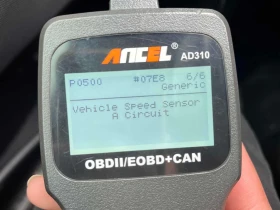 ANCEL
AD310
P0500 #07E8 6/6
Generic
Vehicle Speed Sensor
A Circuit
OBDII/EOBD+CAN